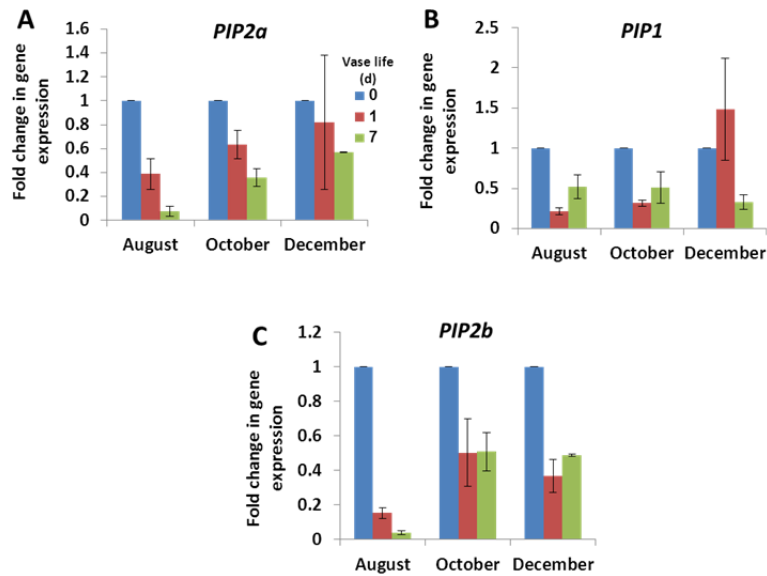 A
PIP2a
Fold change in gene
expression
1.6
1.4
1.2
1
0.8
0.6
0.4
0.2
0
August October December
Vase life
(d)
0
1
7
B
PIP1
Fold change in gene
expression
2.5
2
1.5
1
0.5
0
August October December
C
PIP2b
Fold change in gene
expression
1.2
1
0.8
0.6
0.4
0.2
0
August October December